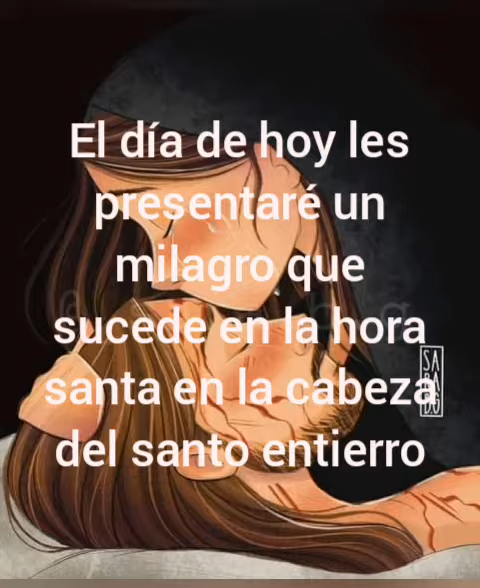 El día de hoy les
presentaré un
milagro que
sucede en la hora
santa en la cabeza
del santo entierro